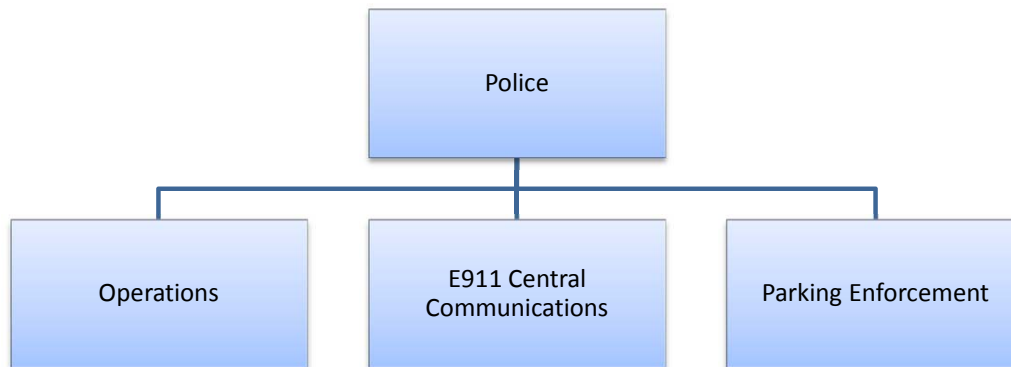 Police
Operations
E911 Central
Communications
Parking Enforcement